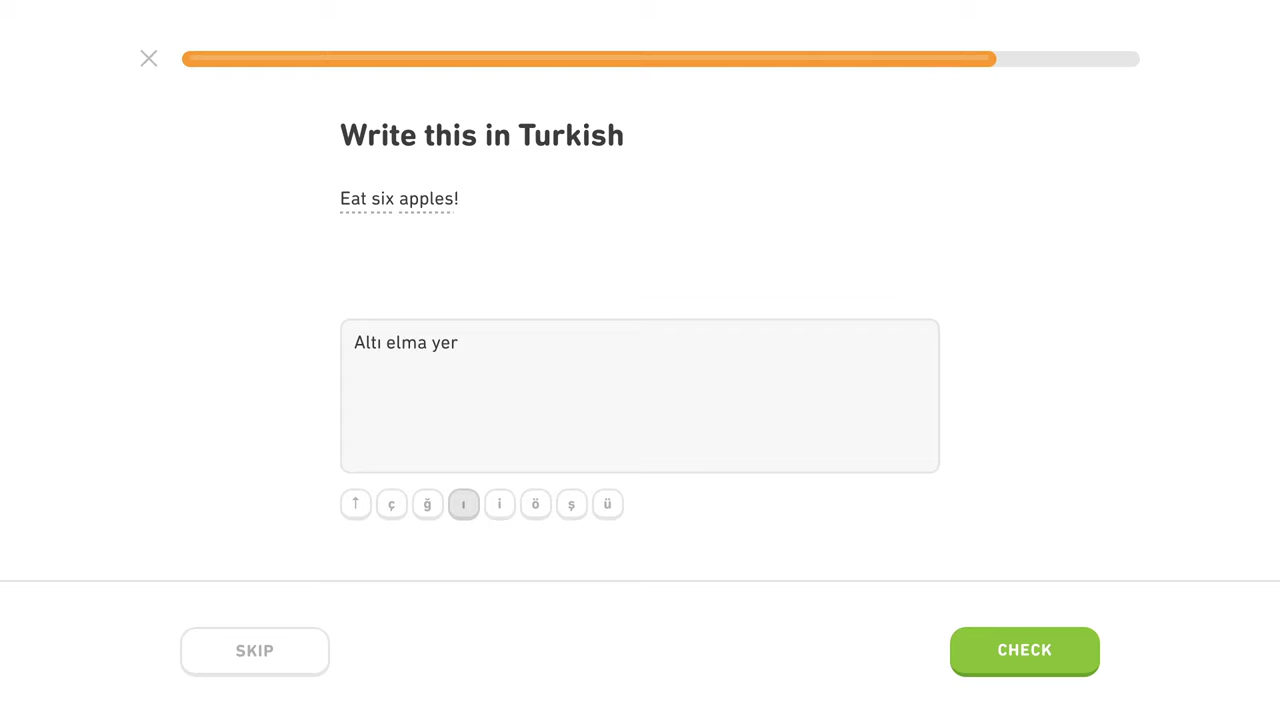 Write this in Turkish
Eat six apples!
Altı elma yer
↑ ç ğ ı i ö ş ü
SKIP
CHECK